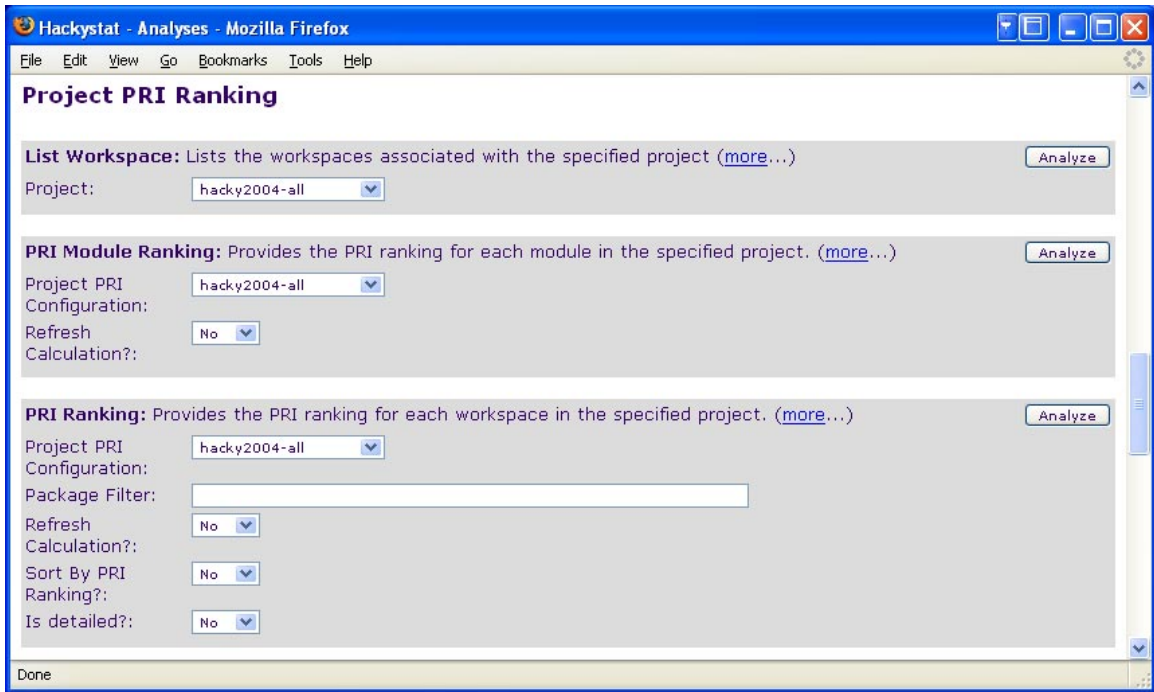 Hackystat - Analyses - Mozilla Firefox
File Edit View Go Bookmarks Tools Help
Project PRI Ranking
List Workspace: Lists the workspaces associated with the specified project (more...)
Analyze
Project:
hacky2004-all
PRI Module Ranking: Provides the PRI ranking for each module in the specified project. (more...)
Analyze
Project PRI
Configuration:
hacky2004-all
Refresh
Calculation?:
No
PRI Ranking: Provides the PRI ranking for each workspace in the specified project. (more...)
Analyze
Project PRI
Configuration:
hacky2004-all
Package Filter:
Refresh
Calculation?:
No
Sort By PRI
Ranking?:
No
Is detailed?:
No
Done